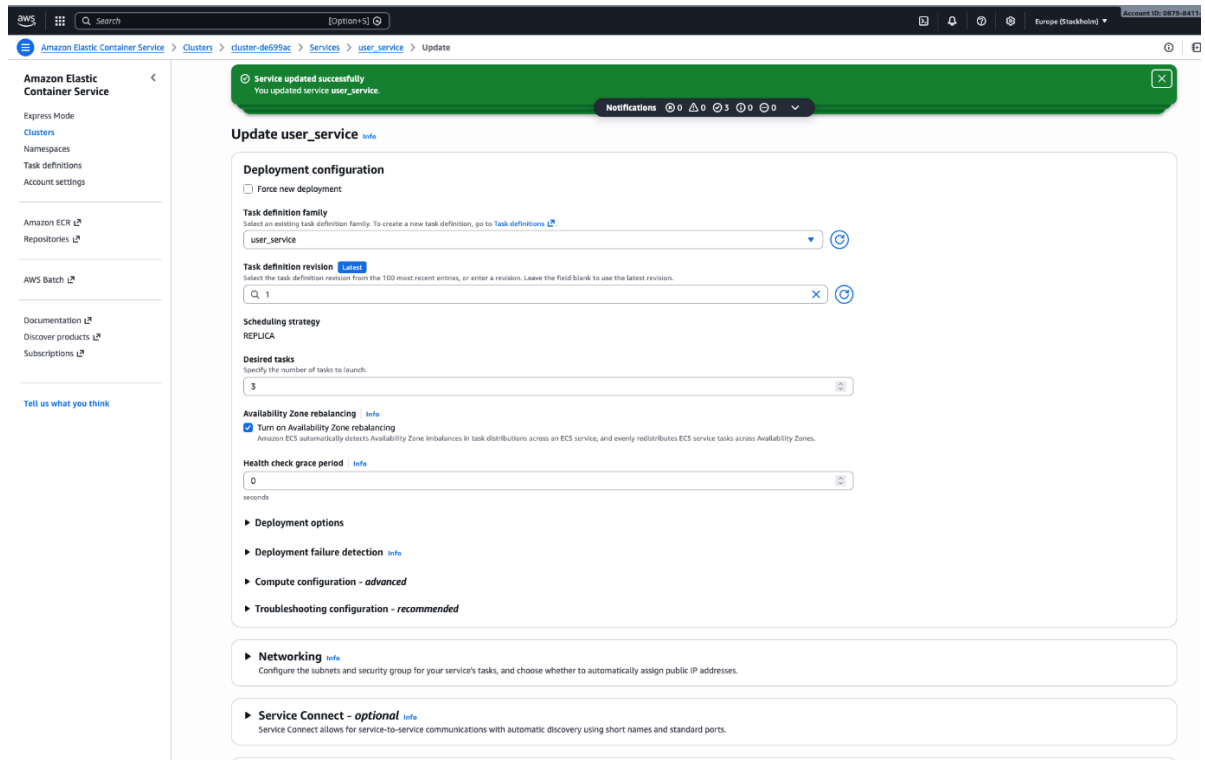 aws
Search
[Option+S]
Europe (Stockholm)
Account ID: 0879-8411-
Amazon Elastic Container Service > Clusters > cluster-de699ac > Services > user_service > Update
Amazon Elastic
Container Service
Express Mode
Clusters
Namespaces
Task definitions
Account settings
Amazon ECR
Repositories
AWS Batch
Documentation
Discover products
Subscriptions
Tell us what you think
Service updated successfully
You updated service user_service.
Notifications 0 0 3 0 0
Update user_service Info
Deployment configuration
Force new deployment
Task definition family
Select an existing task definition family. To create a new task definition, go to Task definitions.
user_service
Task definition revision Latest
Select the task definition revision from the 100 most recent entries, or enter a revision. Leave the field blank to use the latest revision.
1
Scheduling strategy
REPLICA
Desired tasks
Specify the number of tasks to launch.
3
Availability Zone rebalancing Info
Turn on Availability Zone rebalancing
Amazon ECS automatically detects Availability Zone imbalances in task distributions across an ECS service, and evenly redistributes ECS service tasks across Availability Zones.
Health check grace period Info
0
seconds
Deployment options
Deployment failure detection Info
Compute configuration - advanced
Troubleshooting configuration - recommended
Networking Info
Configure the subnets and security group for your service's tasks, and choose whether to automatically assign public IP addresses.
Service Connect - optional Info
Service Connect allows for service-to-service communications with automatic discovery using short names and standard ports.